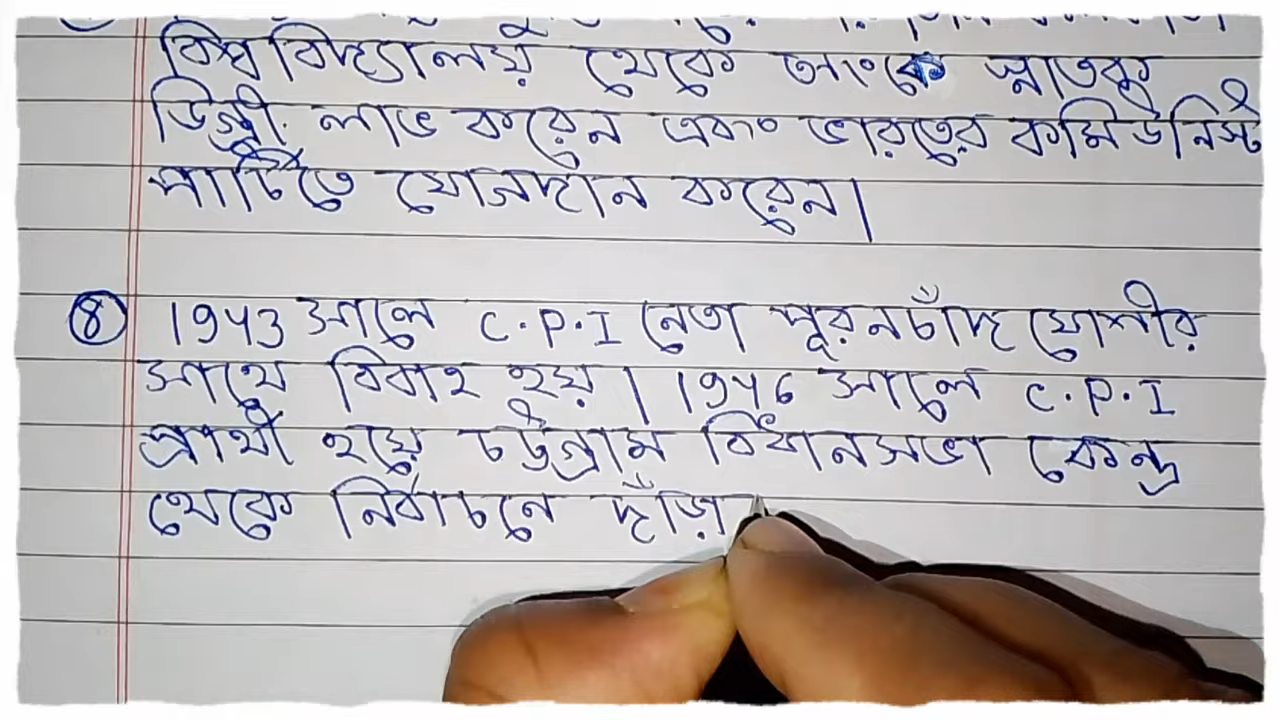 বিশ্ববিদ্যালয় থেকে অংকে স্নাতক
ডিগ্রী লাভ করেন এবং ভারতের কমিউনিস্ট
পার্টিতে যোগদান করেন।
⑧ 1943 সালে C.P.I নেতা পূরনচাঁদ যোশীর
সাথে বিবাহ হয়। 1946 সালে C.P.I
প্রার্থী হয়ে চট্টগ্রাম বিধানসভা কেন্দ্র
থেকে নির্বাচনে দাঁড়া